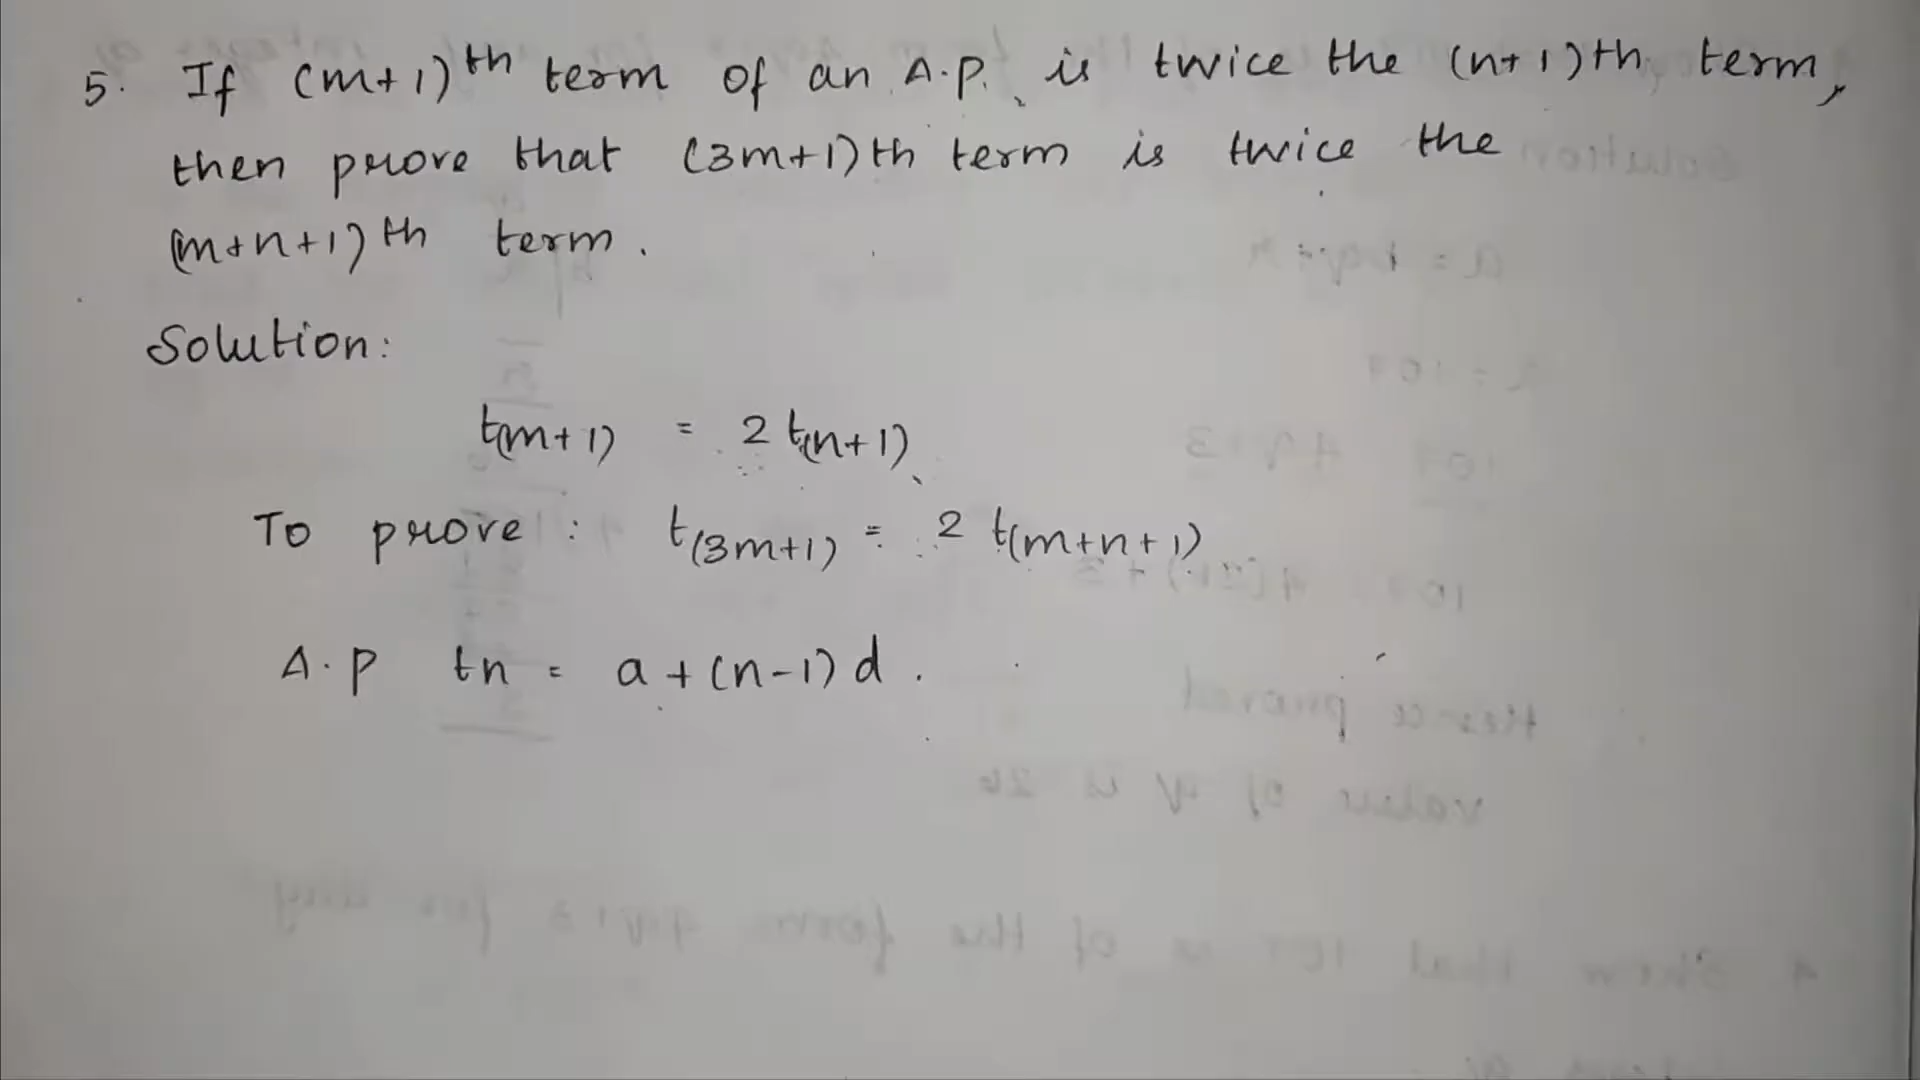 5. If (m+1)th term of an A.P. is twice the (n+1)th term,
then prove that (3m+1)th term is twice the
(m+n+1)th term.
Solution:
t(m+1) = 2 t(n+1)
To prove: t(3m+1) = 2 t(m+n+1)
A.P tn = a+(n-1)d.